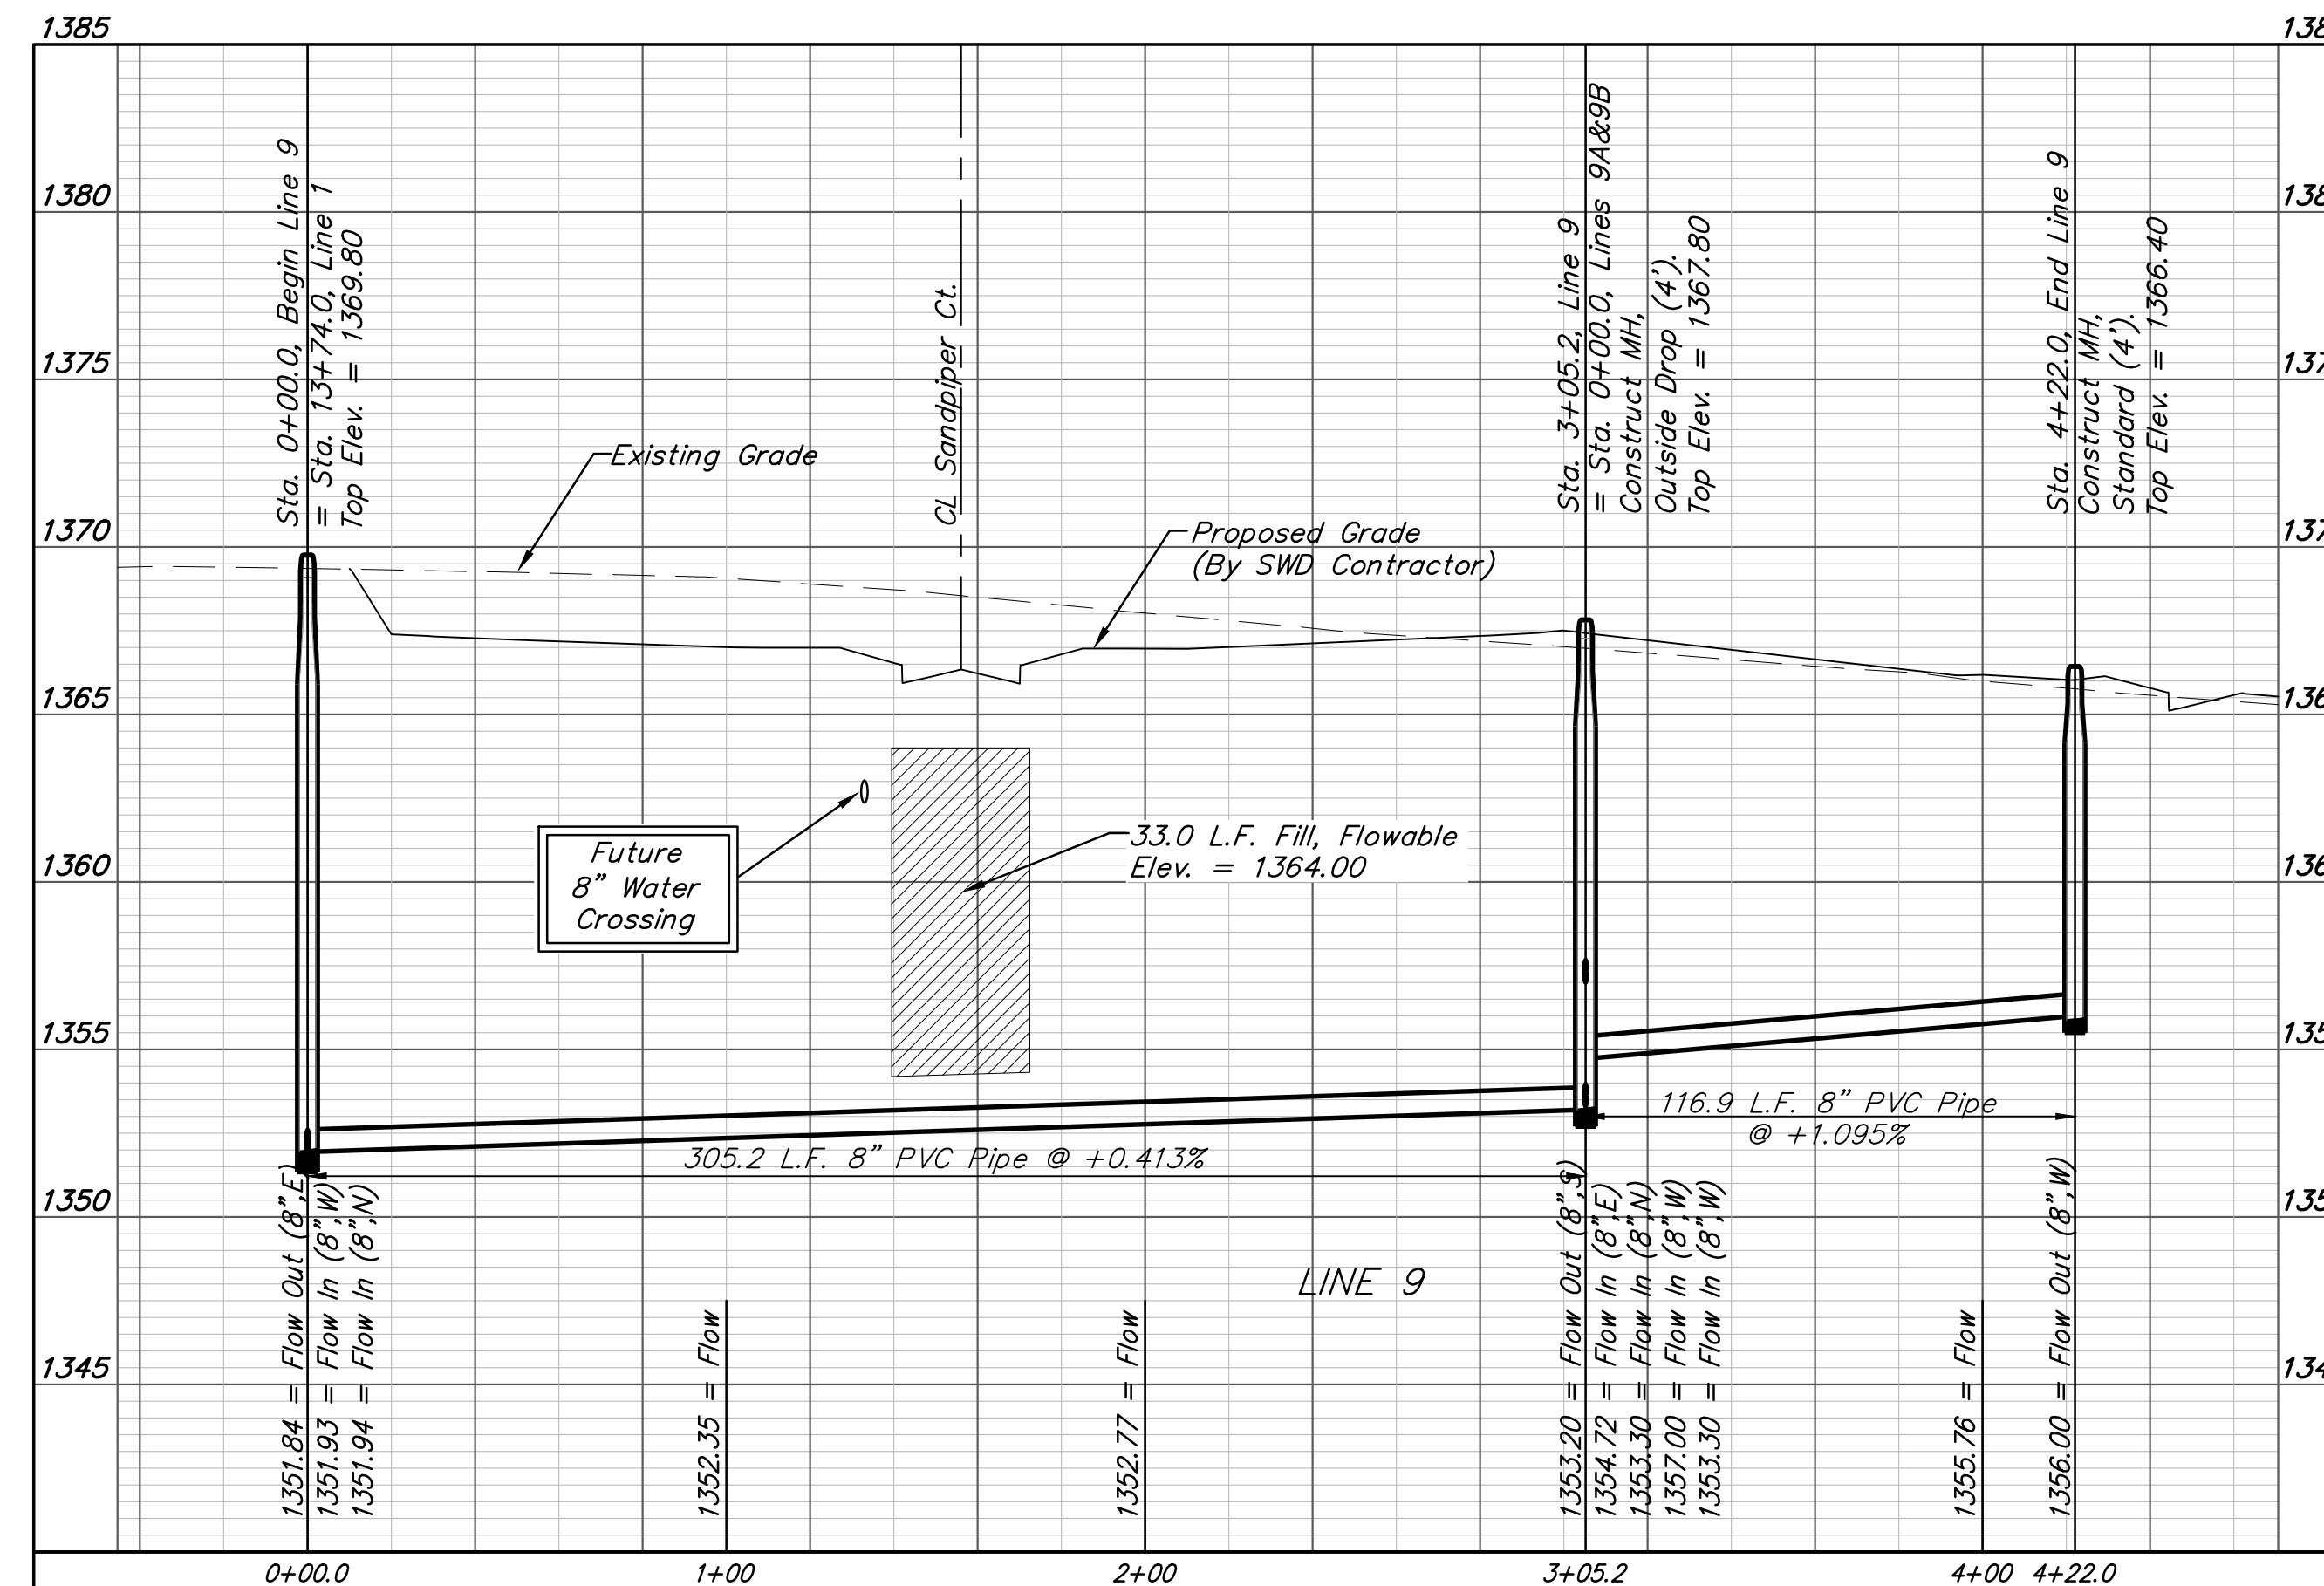 1385
1380
1375
1370
1365
1360
1355
1350
1345
Sta. 0+00.0, Begin Line 9
= Sta. 13+74.0, Line 1
Top Elev. = 1369.80
CL Sandpiper Ct.
Sta. 3+05.2, Line 9
= Sta. 0+00.0, Lines 9A&9B
Construct MH,
Outside Drop (4').
Top Elev. = 1367.80
Sta. 4+22.0, End Line 9
Construct MH,
Standard (4').
Top Elev. = 1366.40
Existing Grade
Proposed Grade
(By SWD Contractor)
Future
8" Water
Crossing
33.0 L.F. Fill, Flowable
Elev. = 1364.00
116.9 L.F. 8" PVC Pipe
@ +1.095%
305.2 L.F. 8" PVC Pipe @ +0.413%
LINE 9
1351.84 = Flow Out (8",E)
1351.93 = Flow In (8",W)
1351.94 = Flow In (8",N)
1352.35 = Flow
1352.77 = Flow
1353.20 = Flow Out (8",S)
1354.72 = Flow In (8",E)
1353.30 = Flow In (8",N)
1357.00 = Flow In (8",W)
1353.30 = Flow In (8",W)
1355.76 = Flow
1356.00 = Flow Out (8",W)
0+00.0
1+00
2+00
3+05.2
4+00
4+22.0